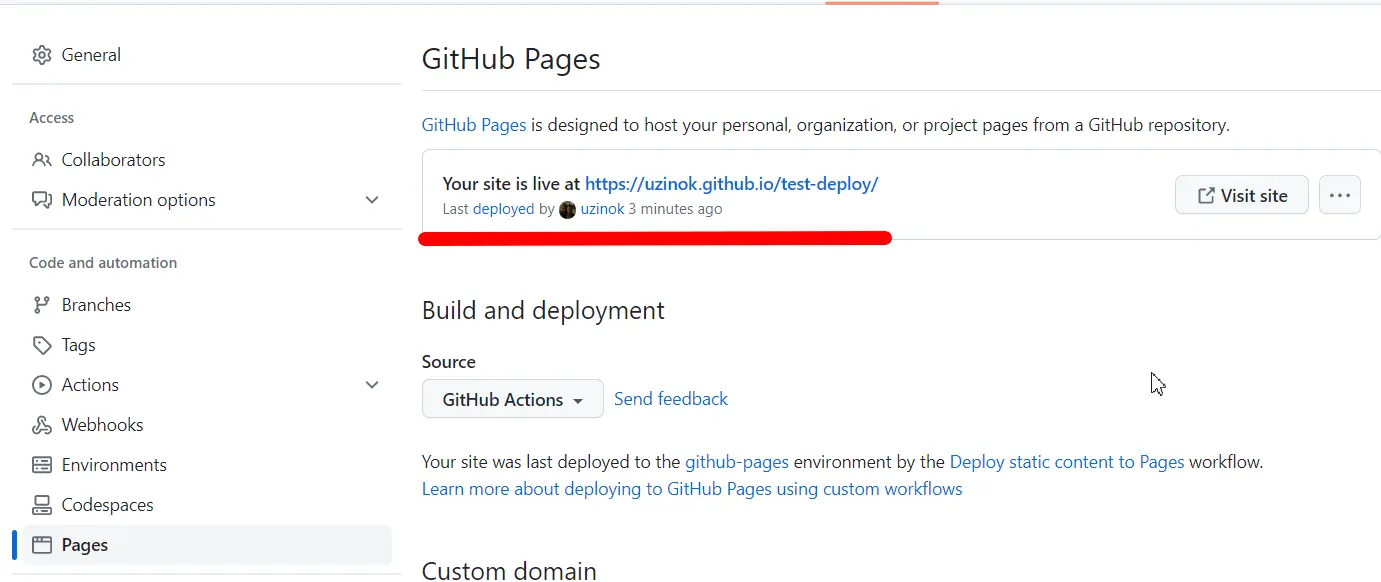 General
Access
Collaborators
Moderation options
Code and automation
Branches
Tags
Actions
Webhooks
Environments
Codespaces
Pages
GitHub Pages
GitHub Pages is designed to host your personal, organization, or project pages from a GitHub repository.
Your site is live at https://uzinok.github.io/test-deploy/
Last deployed by uzinok 3 minutes ago
Visit site
Build and deployment
Source
GitHub Actions
Send feedback
Your site was last deployed to the github-pages environment by the Deploy static content to Pages workflow.
Learn more about deploying to GitHub Pages using custom workflows
Custom domain